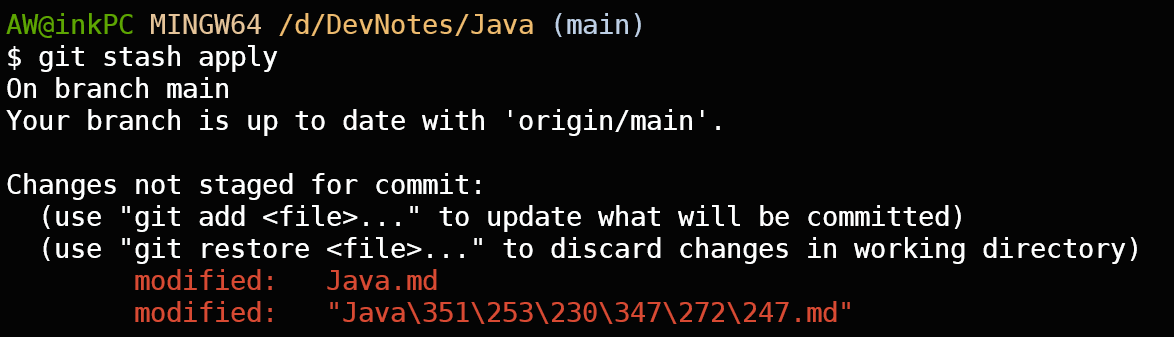 AW@inkPC MINGW64 /d/DevNotes/Java (main)
$ git stash apply
On branch main
Your branch is up to date with 'origin/main'.
Changes not staged for commit:
  (use "git add <file>..." to update what will be committed)
  (use "git restore <file>..." to discard changes in working directory)
        modified:   Java.md
        modified:   "Java\351\253\230\347\272\247.md"